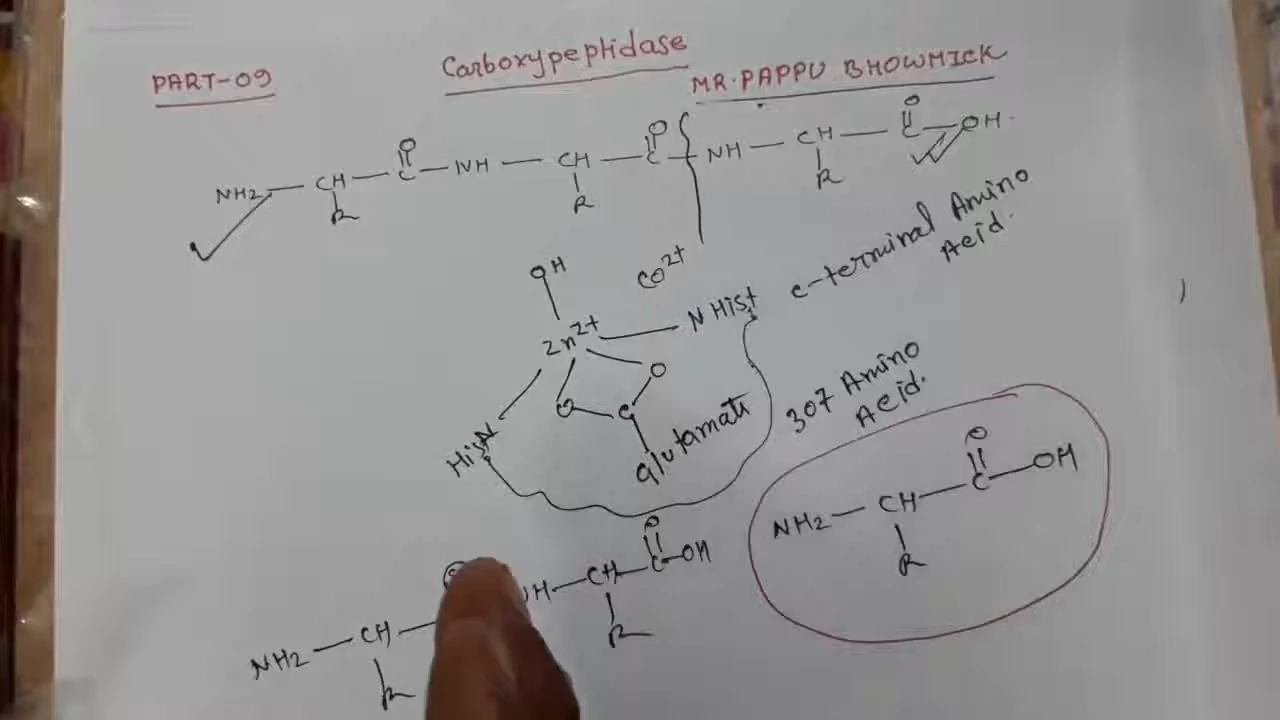 PART-09
Carboxypeptidase
MR. PAPPU BHOWMICK
NH2 — CH — C — NH — CH — C — NH — CH — C — OH.
O O O
R R R
OH
Co2+
c-terminal Amino
Acid.
Zn2+ — N Hist
O
O — C
HisN
glutamate
307 Amino
Acid.
NH2 — CH — C — OH
O
R
NH2 — CH — NH — CH — C — OH
O
R R